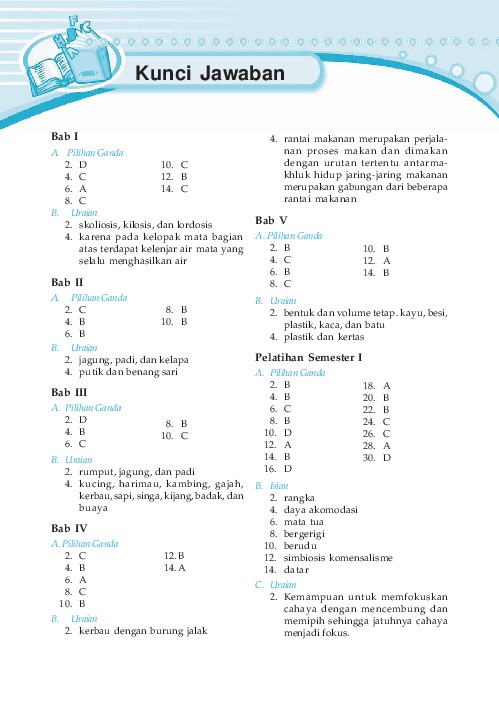 Kunci Jawaban
Bab I
A. Pilihan Ganda
2. D
4. C
6. A
8. C
10. C
12. B
14. C
B. Uraian
2. skoliosis, kilosis, dan lordosis
4. karena pada kelopak mata bagian
atas terdapat kelenjar air mata yang
selalu menghasilkan air
Bab II
A. Pilihan Ganda
2. C
4. B
6. B
8. B
10. B
B. Uraian
2. jagung, padi, dan kelapa
4. putik dan benang sari
Bab III
A. Pilihan Ganda
2. D
4. B
6. C
8. B
10. C
B. Uraian
2. rumput, jagung, dan padi
4. kucing, harimau, kambing, gajah,
kerbau, sapi, singa, kijang, badak, dan
buaya
Bab IV
A. Pilihan Ganda
2. C
4. B
6. A
8. C
10. B
12. B
14. A
B. Uraian
2. kerbau dengan burung jalak
4. rantai makanan merupakan perjala-
nan proses makan dan dimakan
dengan urutan tertentu antarma-
khluk hidup jaring-jaring makanan
merupakan gabungan dari beberapa
rantai makanan
Bab V
A. Pilihan Ganda
2. B
4. C
6. B
8. C
10. B
12. A
14. B
B. Uraian
2. bentuk dan volume tetap. kayu, besi,
plastik, kaca, dan batu
4. plastik dan kertas
Pelatihan Semester I
A. Pilihan Ganda
2. B
4. B
6. C
8. B
10. D
12. A
14. B
16. D
18. A
20. B
22. B
24. C
26. C
28. A
30. D
B. Isian
2. rangka
4. daya akomodasi
6. mata tua
8. bergerigi
10. berudu
12. simbiosis komensalisme
14. datar
C. Uraian
2. Kemampuan untuk memfokuskan
cahaya dengan mencembung dan
memipih sehingga jatuhnya cahaya
menjadi fokus.